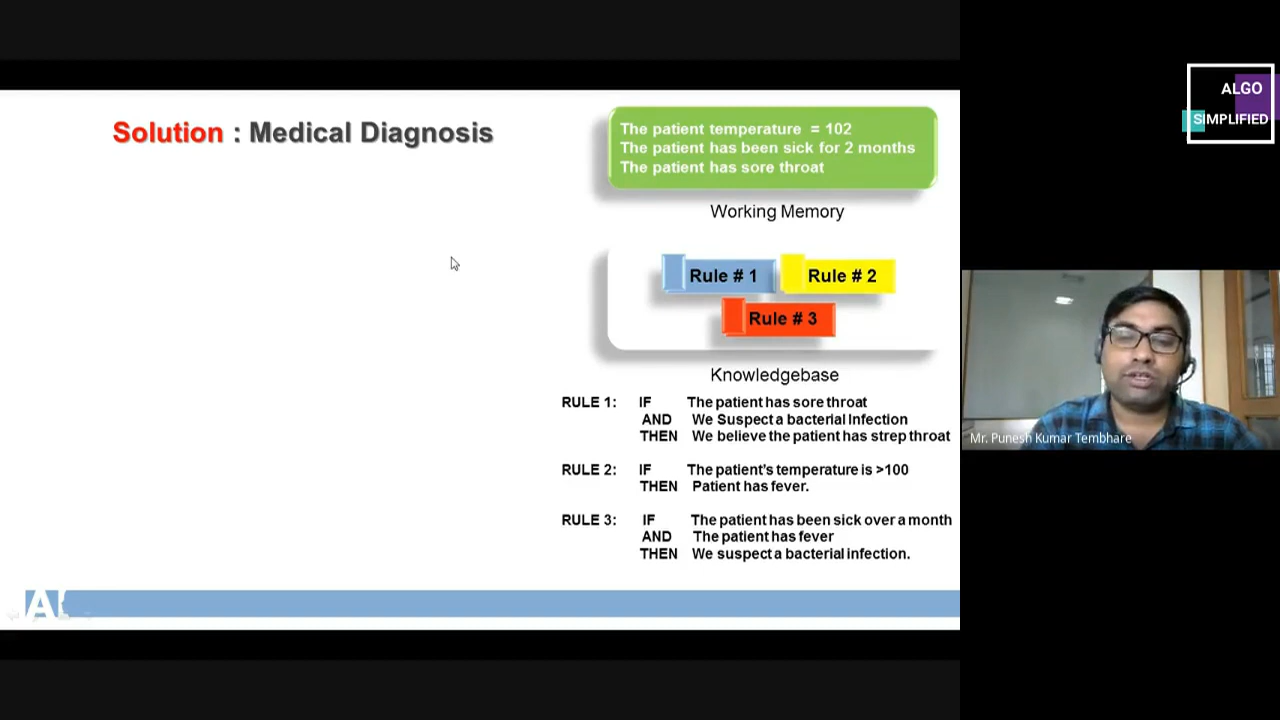 Solution : Medical Diagnosis
The patient temperature = 102
The patient has been sick for 2 months
The patient has sore throat
Working Memory
Rule # 1
Rule # 2
Rule # 3
Knowledgebase
RULE 1: IF The patient has sore throat
AND We Suspect a bacterial Infection
THEN We believe the patient has strep throat
RULE 2: IF The patient's temperature is >100
THEN Patient has fever.
RULE 3: IF The patient has been sick over a month
AND The patient has fever
THEN We suspect a bacterial infection.
ALGO
SIMPLIFIED
Mr. Punesh Kumar Tembhare